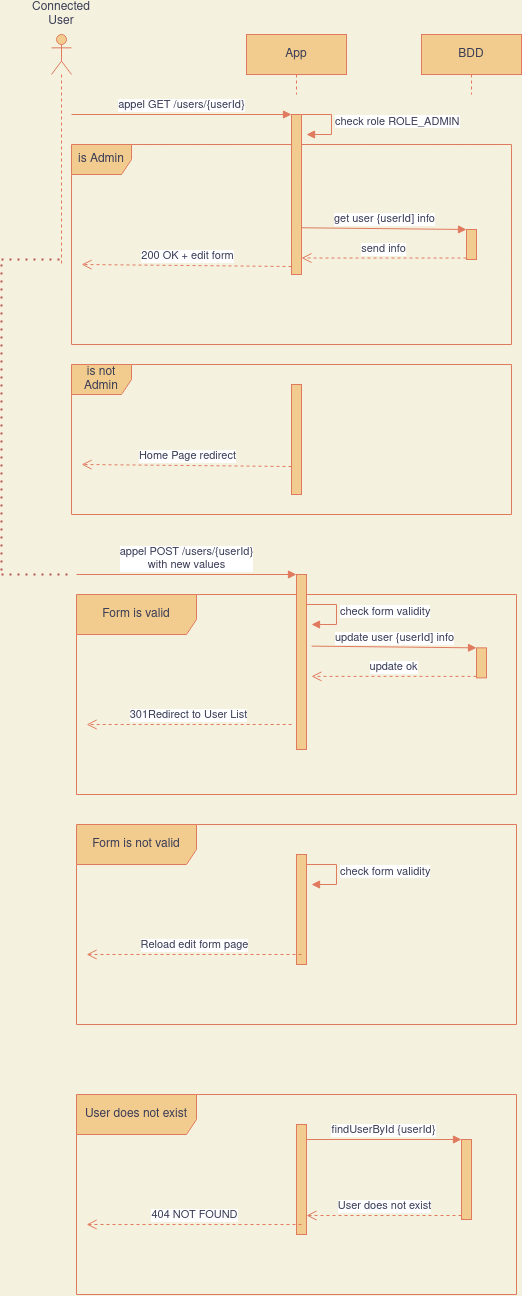 Connected
User
App
BDD
appel GET /users/{userId}
check role ROLE_ADMIN
is Admin
get user {userId] info
send info
200 OK + edit form
is not
Admin
Home Page redirect
appel POST /users/{userId}
with new values
Form is valid
check form validity
update user {userId] info
update ok
301Redirect to User List
Form is not valid
check form validity
Reload edit form page
User does not exist
findUserById {userId}
User does not exist
404 NOT FOUND